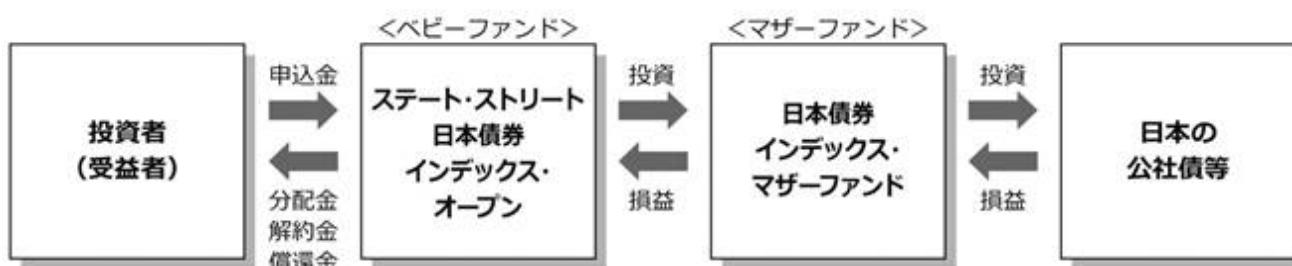 <ベビーファンド>
<マザーファンド>
投資者
(受益者)
申込金
分配金
解約金
償還金
ステート・ストリート
日本債券
インデックス・
オープン
投資
損益
日本債券
インデックス・
マザーファンド
投資
損益
日本の
公社債等